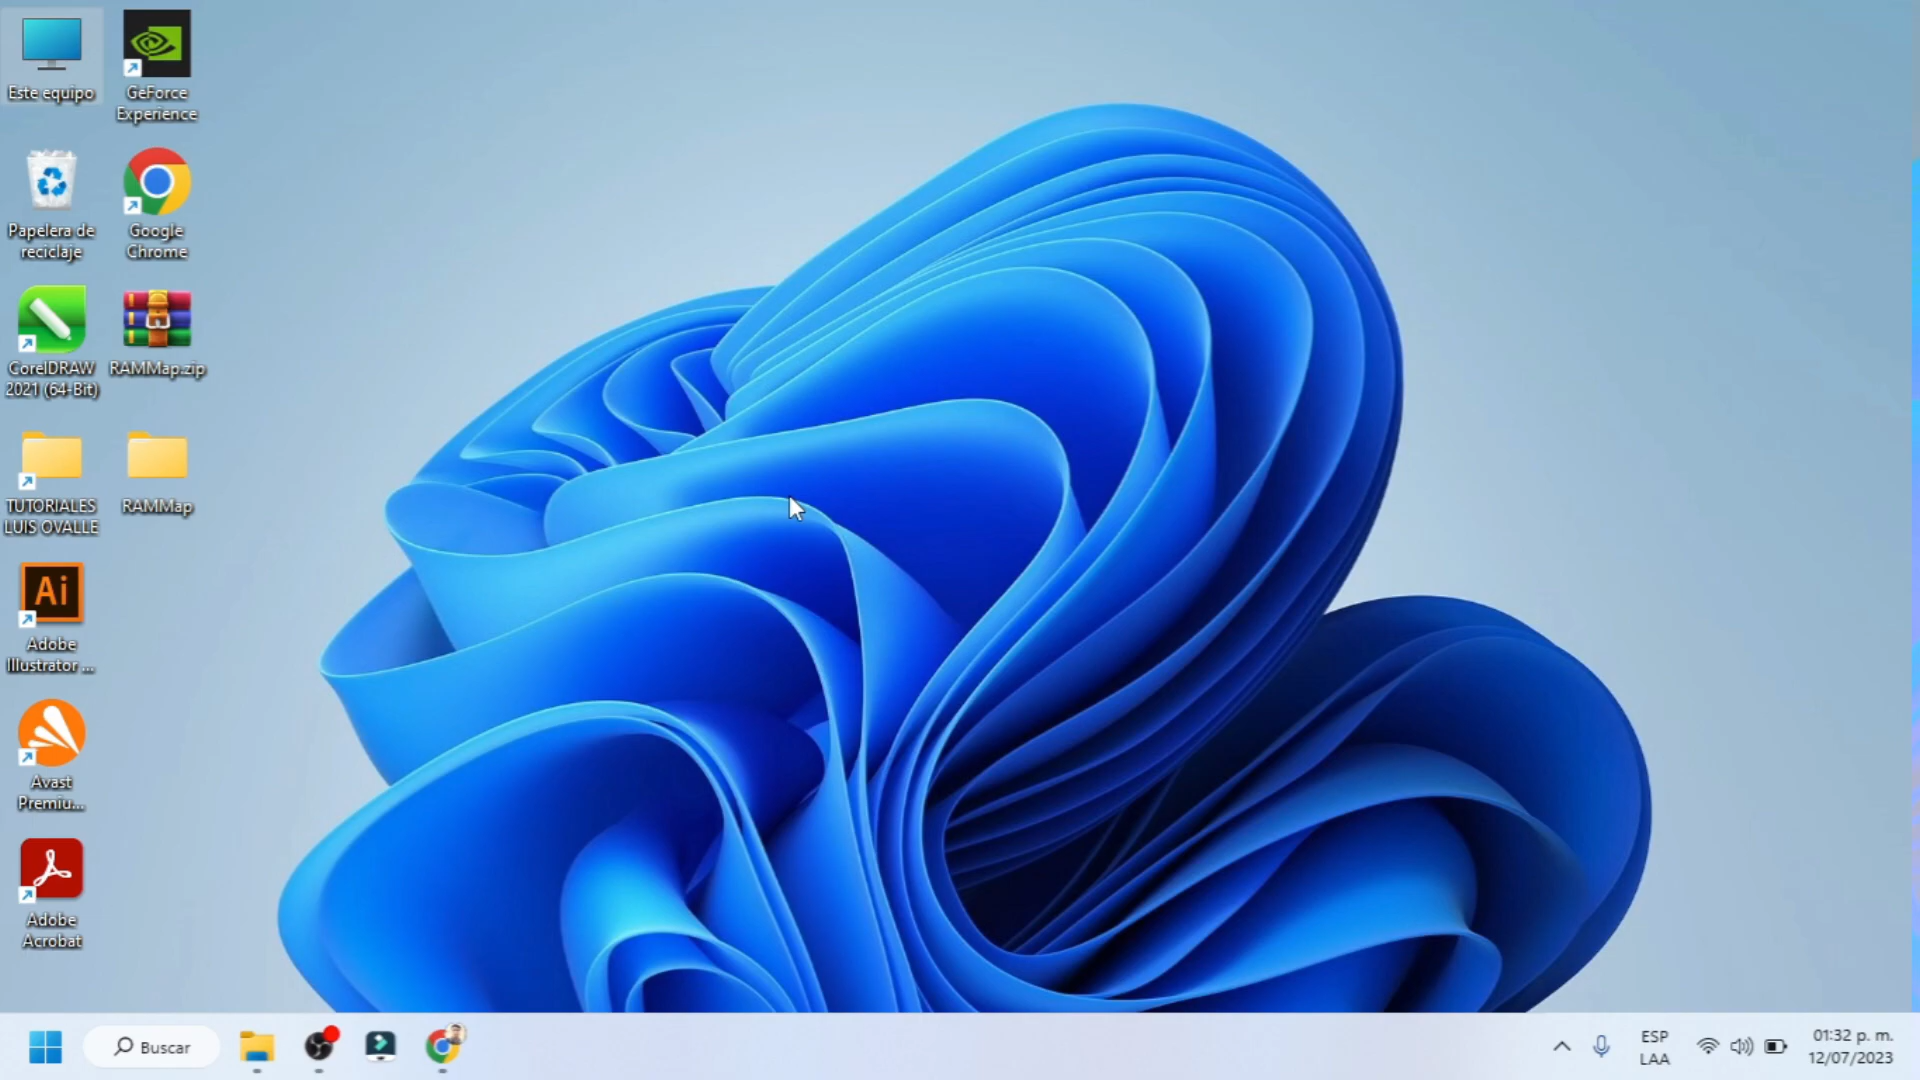 Este equipo
GeForce
Experience
Papelera de
reciclaje
Google
Chrome
CorelDRAW
2021 (64-Bit)
RAMMap.zip
TUTORIALES
LUIS OVALLE
RAMMap
Ai
Adobe
Illustrator ...
Avast
Premiu...
Adobe
Acrobat
Buscar
ESP
LAA
01:32 p. m.
12/07/2023